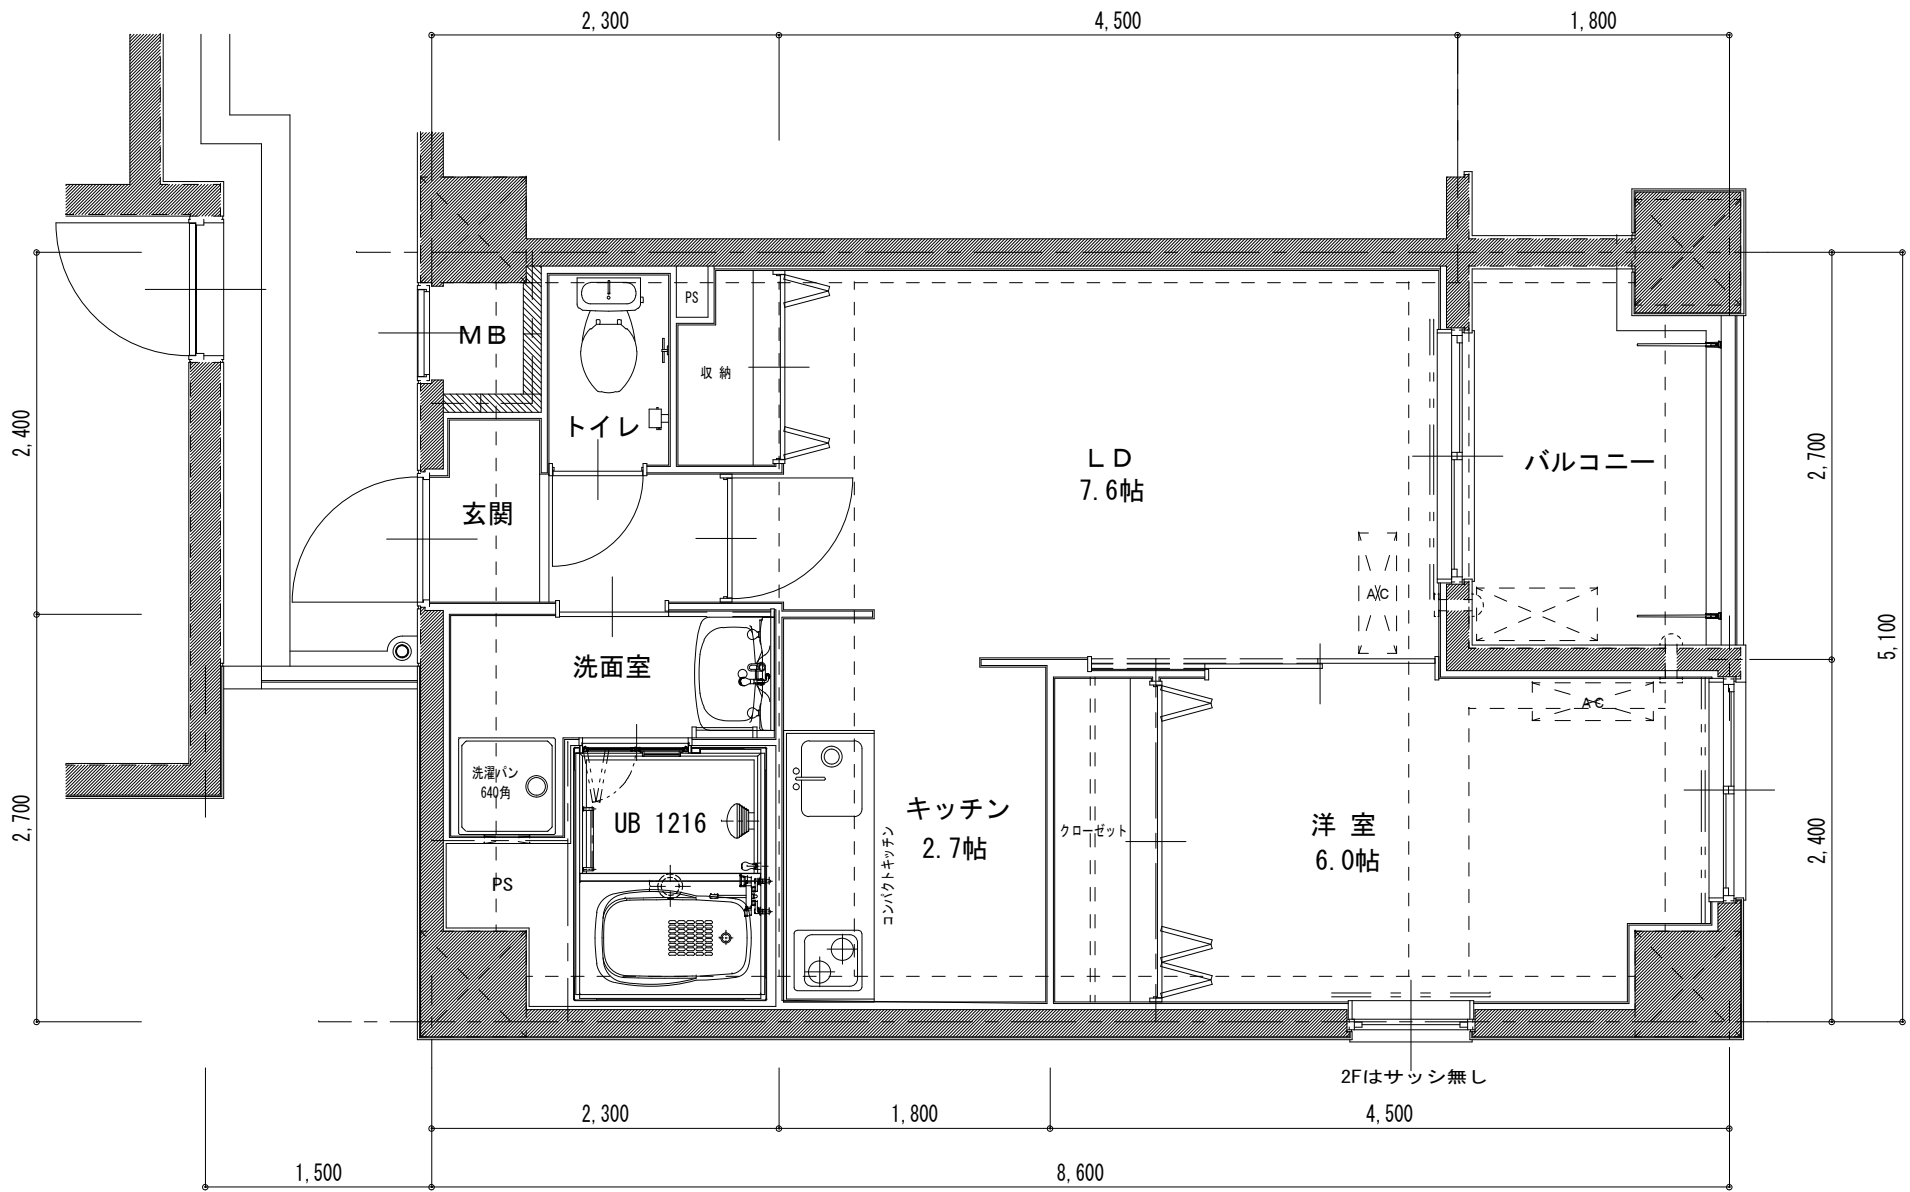 2,300
4,500
1,800
PS
MB
収納
トイレ
LD
7.6帖
バルコニー
2,400
2,700
玄関
A/C
5,100
洗面室
AC
洗濯パン
640角
UB 1216
キッチン
2.7帖
コンパクトキッチン
クローゼット
洋室
6.0帖
2,700
2,400
PS
2Fはサッシ無し
2,300
1,800
4,500
1,500
8,600